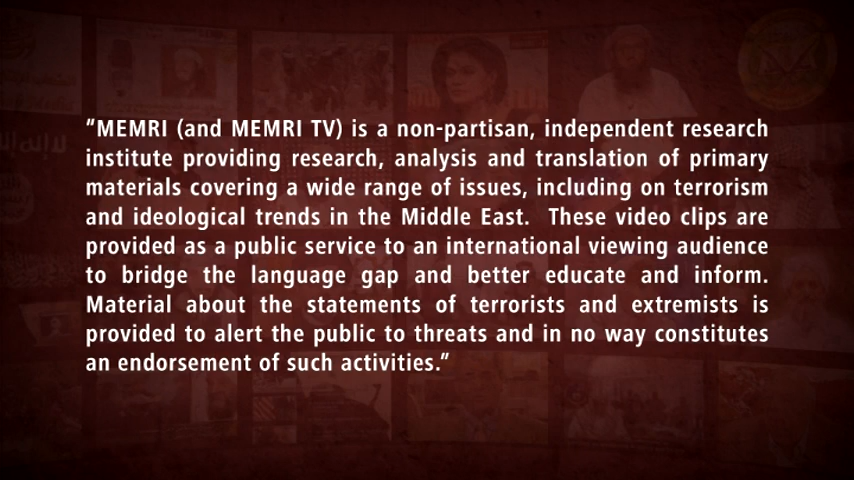 "MEMRI (and MEMRI TV) is a non-partisan, independent research
institute providing research, analysis and translation of primary
materials covering a wide range of issues, including on terrorism
and ideological trends in the Middle East.  These video clips are
provided as a public service to an international viewing audience
to bridge the language gap and better educate and inform.
Material about the statements of terrorists and extremists is
provided to alert the public to threats and in no way constitutes
an endorsement of such activities."